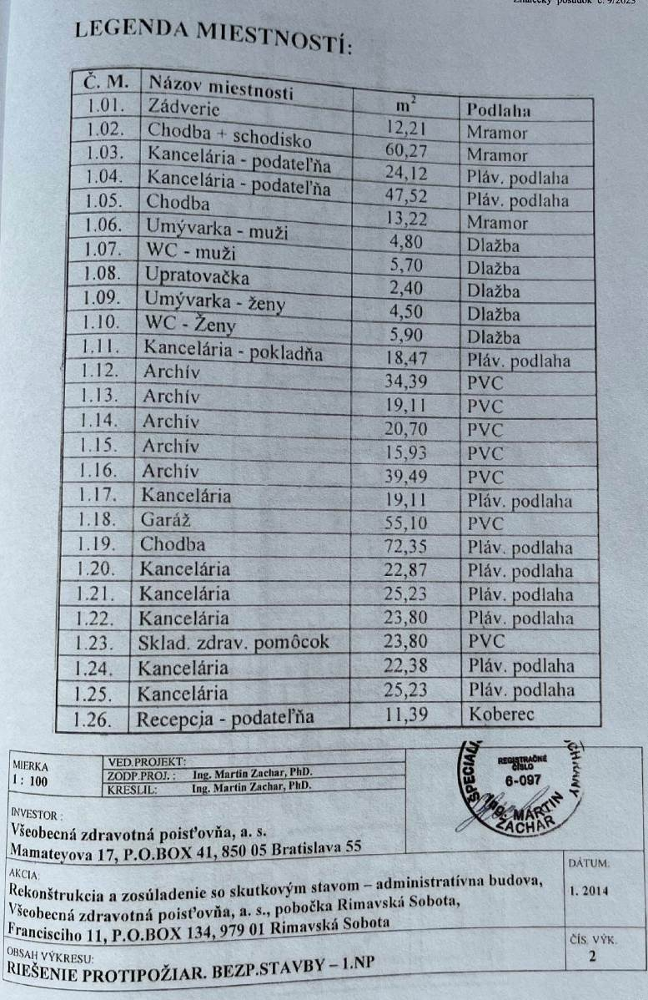 Znalecký posudok č. 9/2023
LEGENDA MIESTNOSTÍ:
Č. M. Názov miestnosti m² Podlaha
1.01. Zádverie 12,21 Mramor
1.02. Chodba + schodisko 60,27 Mramor
1.03. Kancelária - podateľňa 24,12 Pláv. podlaha
1.04. Kancelária - podateľňa 47,52 Pláv. podlaha
1.05. Chodba 13,22 Mramor
1.06. Umývarka - muži 4,80 Dlažba
1.07. WC - muži 5,70 Dlažba
1.08. Upratovačka 2,40 Dlažba
1.09. Umývarka - ženy 4,50 Dlažba
1.10. WC - Ženy 5,90 Dlažba
1.11. Kancelária - pokladňa 18,47 Pláv. podlaha
1.12. Archív 34,39 PVC
1.13. Archív 19,11 PVC
1.14. Archív 20,70 PVC
1.15. Archív 15,93 PVC
1.16. Archív 39,49 PVC
1.17. Kancelária 19,11 Pláv. podlaha
1.18. Garáž 55,10 PVC
1.19. Chodba 72,35 Pláv. podlaha
1.20. Kancelária 22,87 Pláv. podlaha
1.21. Kancelária 25,23 Pláv. podlaha
1.22. Kancelária 23,80 Pláv. podlaha
1.23. Sklad. zdrav. pomôcok 23,80 PVC
1.24. Kancelária 22,38 Pláv. podlaha
1.25. Kancelária 25,23 Pláv. podlaha
1.26. Recepcja - podateľňa 11,39 Koberec
MIERKA
1 : 100
VED.PROJEKT:
ZODP.PROJ. : Ing. Martin Zachar, PhD.
KRESLIL: Ing. Martin Zachar, PhD.
REGISTRAČNÉ
ČÍSLO
6-097
Ing. MARTIN
ZACHAR
INVESTOR :
Všeobecná zdravotná poisťovňa, a. s.
Mamateyova 17, P.O.BOX 41, 850 05 Bratislava 55
AKCIA:
Rekonštrukcia a zosúladenie so skutkovým stavom – administratívna budova,
Všeobecná zdravotná poisťovňa, a. s., pobočka Rimavská Sobota,
Francisciho 11, P.O.BOX 134, 979 01 Rimavská Sobota
DÁTUM:
1. 2014
OBSAH VÝKRESU:
RIEŠENIE PROTIPOŽIAR. BEZP.STAVBY – 1.NP
ČÍS. VÝK.
2